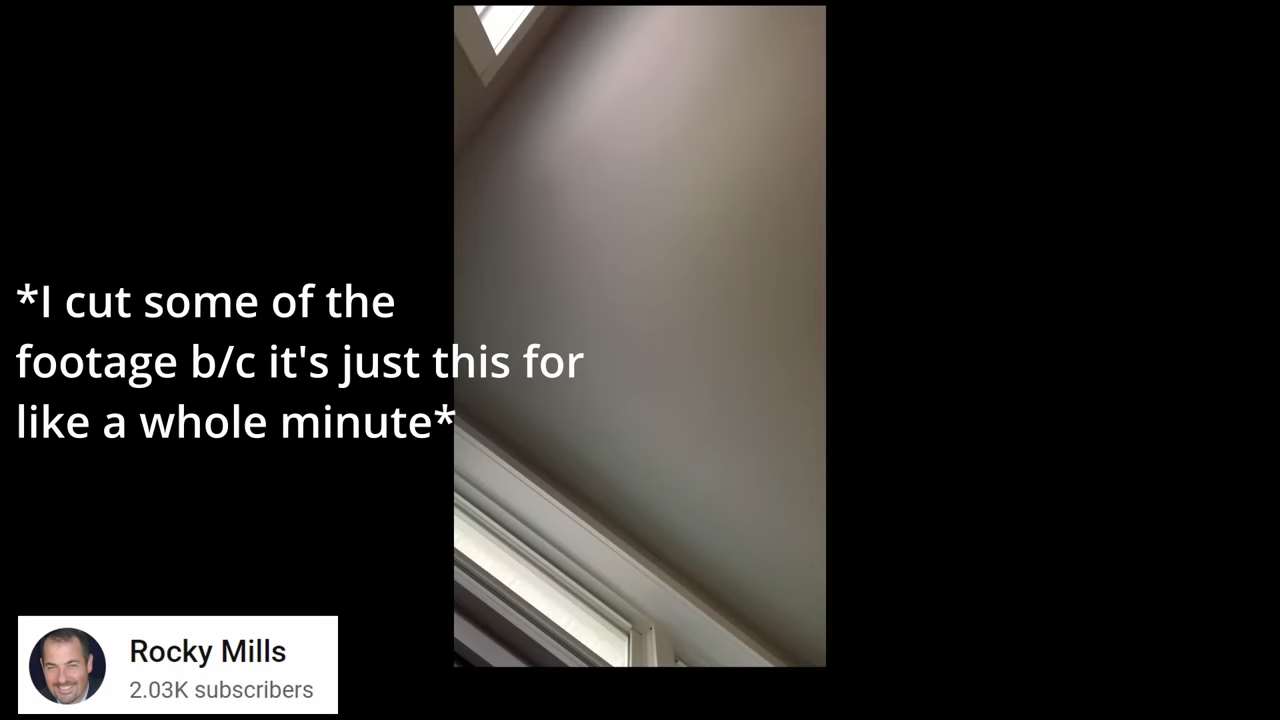 *I cut some of the
footage b/c it's just this for
like a whole minute*
Rocky Mills
2.03K subscribers